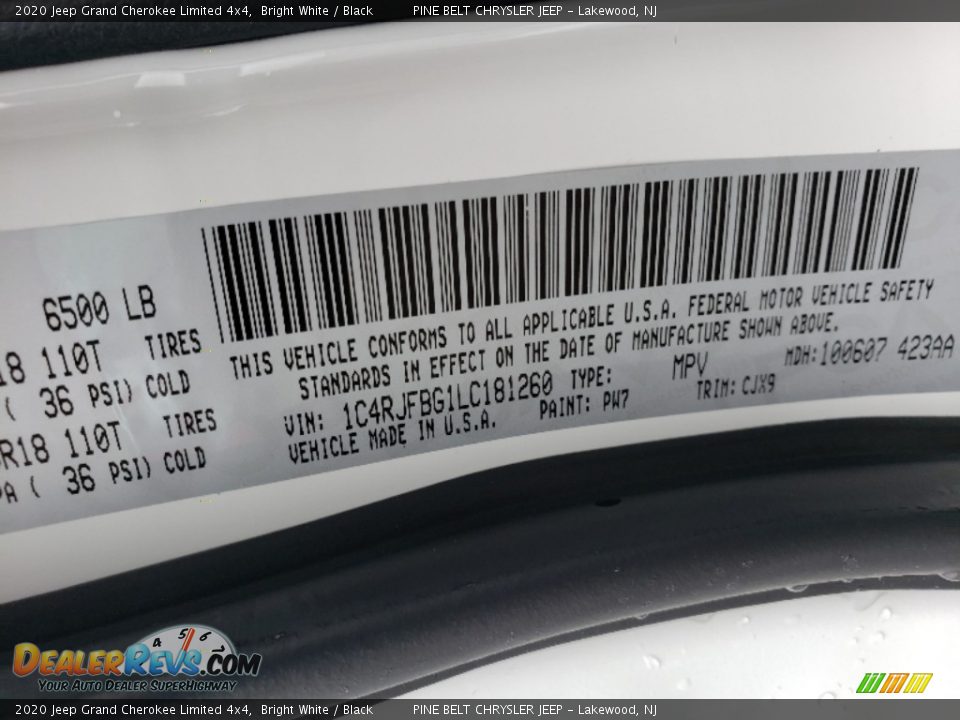 2020 Jeep Grand Cherokee Limited 4x4, Bright White / Black PINE BELT CHRYSLER JEEP - Lakewood, NJ
6500 LB
18 110T TIRES
( 36 PSI) COLD
R18 110T TIRES
PA ( 36 PSI) COLD
THIS VEHICLE CONFORMS TO ALL APPLICABLE U.S.A. FEDERAL MOTOR VEHICLE SAFETY
STANDARDS IN EFFECT ON THE DATE OF MANUFACTURE SHOWN ABOVE.
VIN: 1C4RJFBG1LC181260 TYPE: MPV MDH:100607 423AA
VEHICLE MADE IN U.S.A. PAINT: PW7 TRIM: CJX9
4 5 6
DEALERREVS.COM
YOUR AUTO DEALER SUPERHIGHWAY
2020 Jeep Grand Cherokee Limited 4x4, Bright White / Black PINE BELT CHRYSLER JEEP - Lakewood, NJ